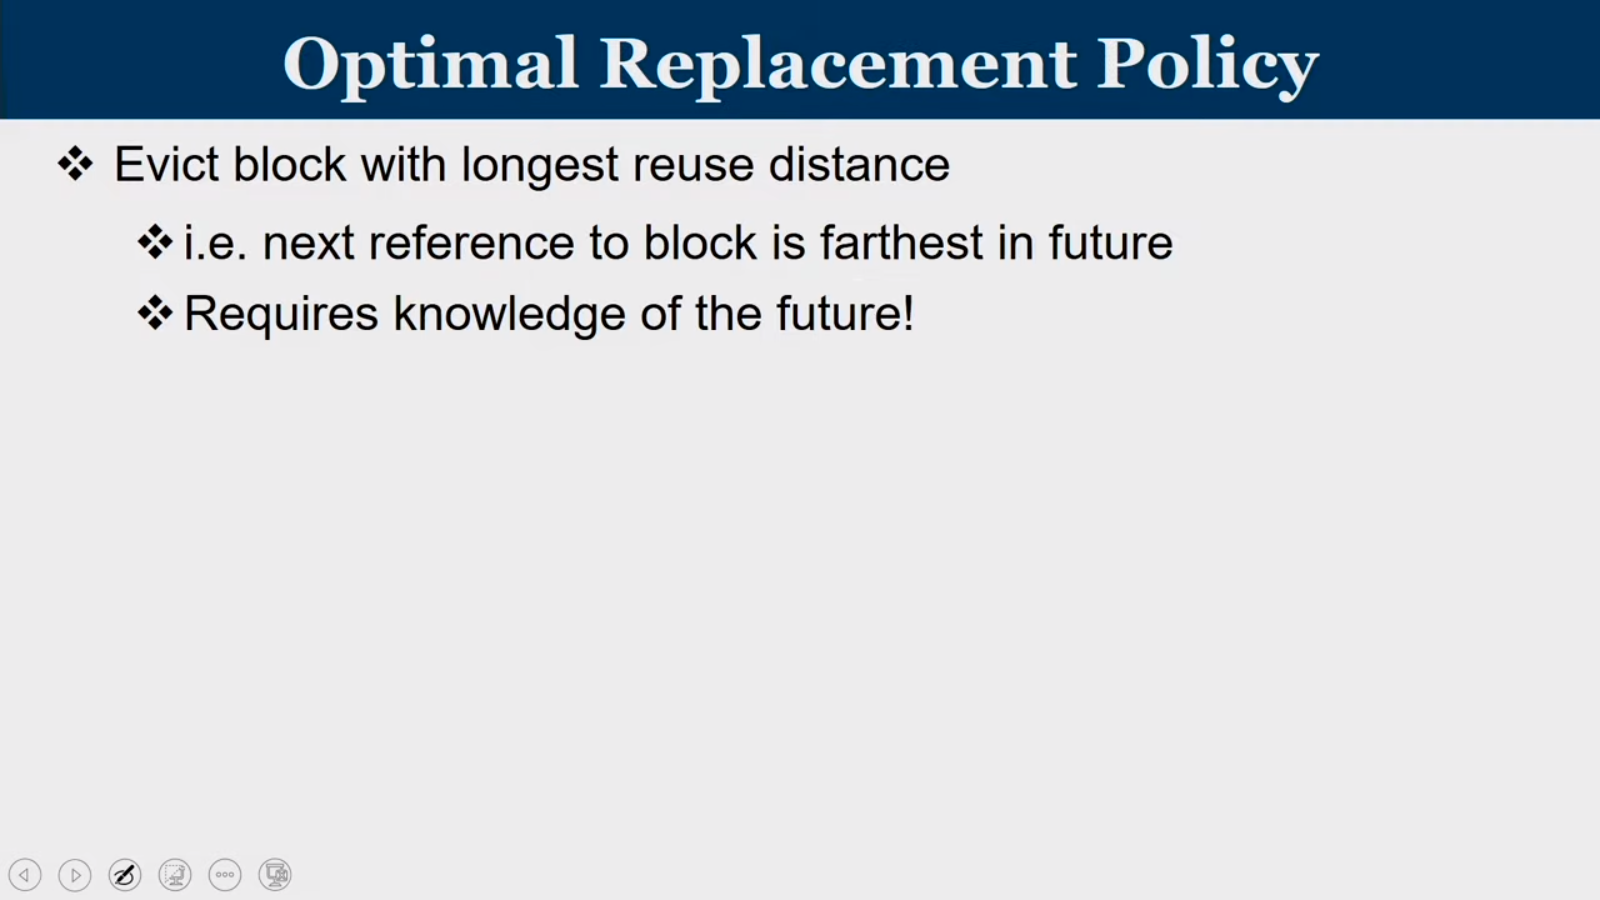 Optimal Replacement Policy
❖ Evict block with longest reuse distance
❖ i.e. next reference to block is farthest in future
❖ Requires knowledge of the future!